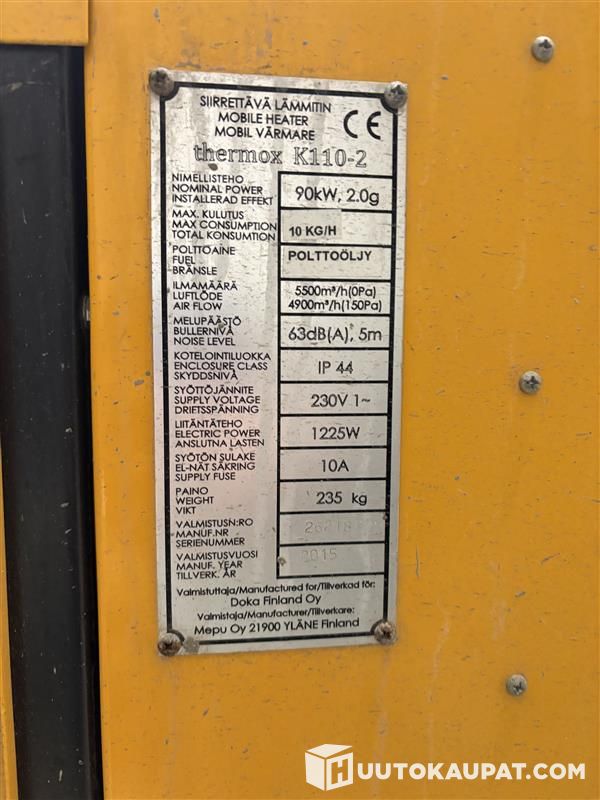 SIIRRETTÄVÄ LÄMMITIN
MOBILE HEATER
MOBIL VÄRMARE
CE
thermox K110-2
NIMELLISTEHO
NOMINAL POWER
INSTALLERAD EFFEKT
90kW, 2.0g
MAX. KULUTUS
MAX CONSUMPTION
TOTAL KONSUMTION
10 KG/H
POLTTOAINE
FUEL
BRÄNSLE
POLTTOÖLJY
ILMAMÄÄRÄ
LUFTLÖDE
AIR FLOW
5500m³/h(0Pa)
4900m³/h(150Pa)
MELUPÄÄSTÖ
BULLERNIVÅ
NOISE LEVEL
63dB(A), 5m
KOTELOINTILUOKKA
ENCLOSURE CLASS
SKYDDSNIVÅ
IP 44
SYÖTTÖJÄNNITE
SUPPLY VOLTAGE
DRIFTSSPÄNNING
230V 1~
LIITÄNTÄTEHO
ELECTRIC POWER
ANSLUTNA LASTEN
1225W
SYÖTÖN SULAKE
EL-NÄT SÄKRING
SUPPLY FUSE
10A
PAINO
WEIGHT
VIKT
235 kg
VALMISTUSN:RO
MANUF.NR
SERIENUMMER
VALMISTUSVUOSI
MANUF. YEAR
TILLVERK. ÅR
2015
Valmistuttaja/Manufactured for/Tillverkad för:
Doka Finland Oy
Valmistaja/Manufacturer/Tillverkare:
Mepu Oy 21900 YLÄNE Finland
HUUTOKAUPAT.COM